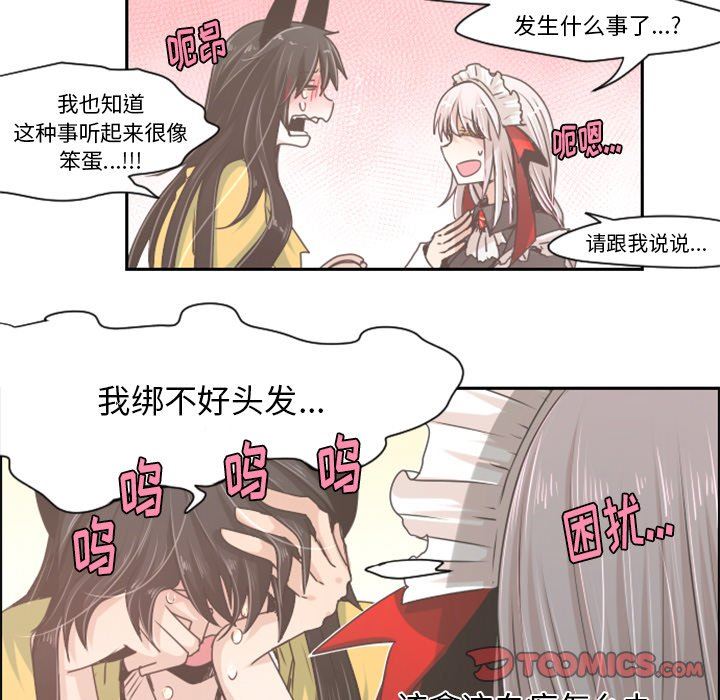 发生什么事了...?
呃昂
我也知道
这种事听起来很像
笨蛋...!!!
呃嗯...
请跟我说说...
我绑不好头发...
呜
呜
呜
呜
困扰...
TOOMICS.COM